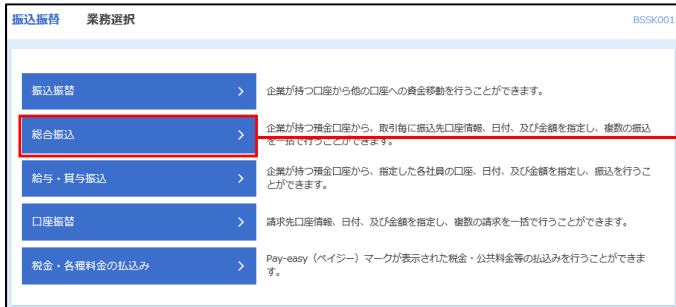 振込振替 業務選択 BSSK001
振込振替
企業が持つ口座から他の口座への資金移動を行うことができます。
総合振込
企業が持つ預金口座から、取引毎に振込先口座情報、日付、及び金額を指定し、複数の振込
を一括で行うことができます。
給与・賞与振込
企業が持つ預金口座から、指定した各社員の口座、日付、及び金額を指定し、振込を行うこ
とができます。
口座振替
請求先口座情報、日付、及び金額を指定し、複数の請求を一括で行うことができます。
税金・各種料金の払込み
Pay-easy（ペイジー）マークが表示された税金・公共料金等の払込みを行うことができま
す。